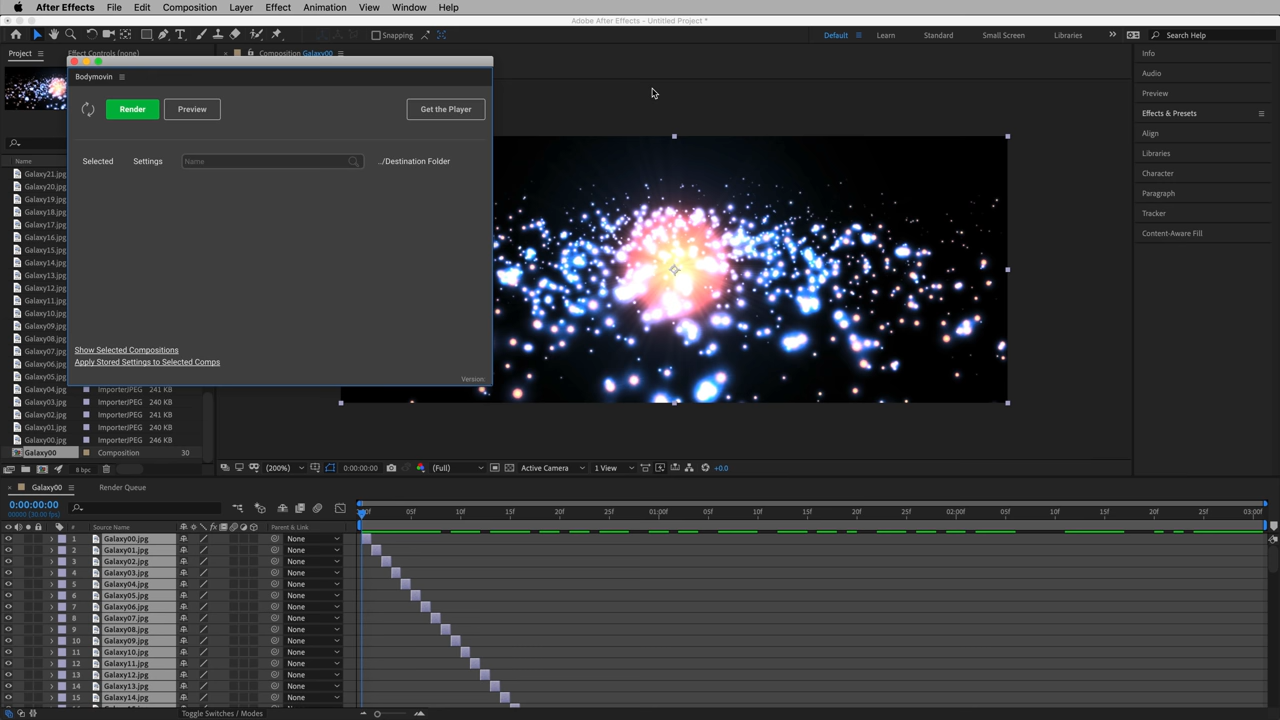 After Effects File Edit Composition Layer Effect Animation View Window Help
Adobe After Effects - Untitled Project *
Snapping Default Learn Standard Small Screen Libraries Search Help
Project Effect Controls (none) Composition Galaxy00
Bodymovin
Render Preview Get the Player
Selected Settings Name ../Destination Folder
Show Selected Compositions
Apply Stored Settings to Selected Comps
Version:
Info
Audio
Preview
Effects & Presets
Align
Libraries
Character
Paragraph
Tracker
Content-Aware Fill
Name
Galaxy21.jpg
Galaxy20.jpg
Galaxy19.jpg
Galaxy18.jpg
Galaxy17.jpg
Galaxy16.jpg
Galaxy15.jpg
Galaxy14.jpg
Galaxy13.jpg
Galaxy12.jpg
Galaxy11.jpg
Galaxy10.jpg
Galaxy09.jpg
Galaxy08.jpg
Galaxy07.jpg
Galaxy06.jpg
Galaxy05.jpg
Galaxy04.jpg ImporterJPEG 241 KB
Galaxy03.jpg ImporterJPEG 240 KB
Galaxy02.jpg ImporterJPEG 241 KB
Galaxy01.jpg ImporterJPEG 240 KB
Galaxy00.jpg ImporterJPEG 246 KB
Galaxy00 Composition 30
8 bpc
(200%) 0:00:00:00 (Full) Active Camera 1 View +0.0
Galaxy00 Render Queue
0:00:00:00
00000 (30.00 fps)
05f 10f 15f 20f 25f 01:00f 05f 10f 15f 20f 25f 02:00f 05f 10f 15f 20f 25f 03:00f
# Source Name Parent & Link
1 Galaxy00.jpg None
2 Galaxy01.jpg None
3 Galaxy02.jpg None
4 Galaxy03.jpg None
5 Galaxy04.jpg None
6 Galaxy05.jpg None
7 Galaxy06.jpg None
8 Galaxy07.jpg None
9 Galaxy08.jpg None
10 Galaxy09.jpg None
11 Galaxy10.jpg None
12 Galaxy11.jpg None
13 Galaxy12.jpg None
14 Galaxy13.jpg None
15 Galaxy14.jpg None
Toggle Switches / Modes